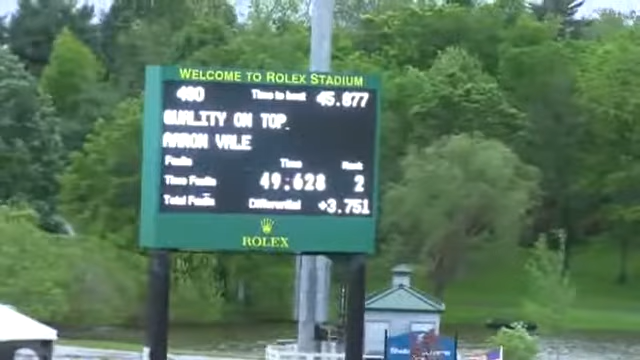 WELCOME TO ROLEX STADIUM
480 Time to beat 45.877
QUALITY ON TOP
AARON VALE
Faults Time Rank
Time Faults 49.628 2
Total Faults Differential +3.751
ROLEX